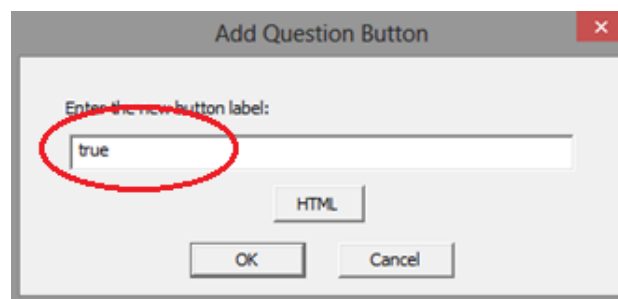 Add Question Button
Enter the new button label:
true
HTML
OK
Cancel